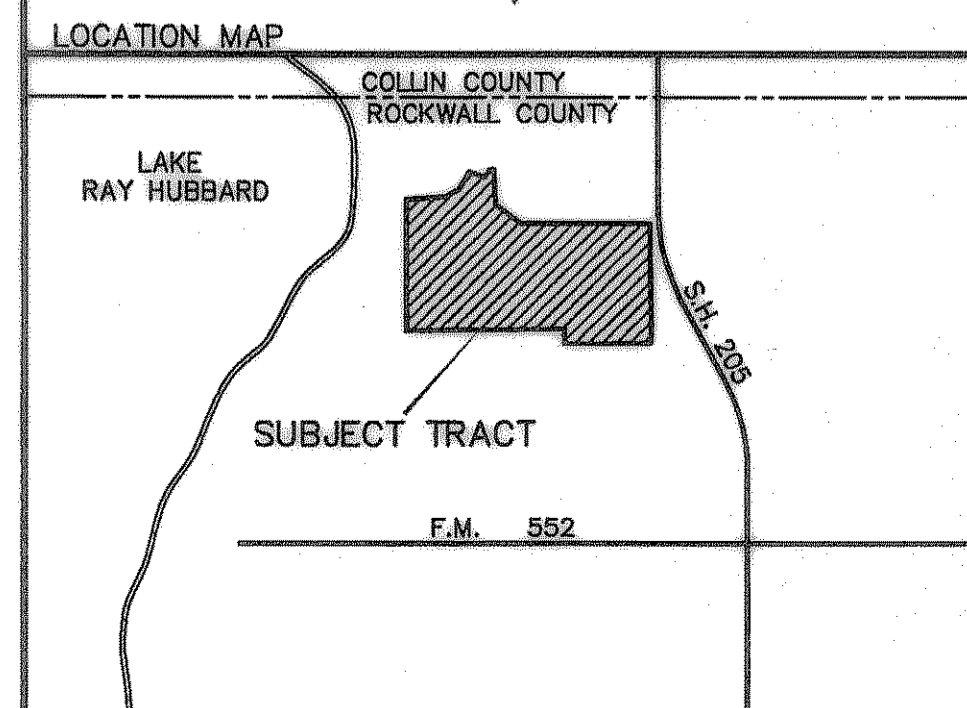 LOCATION MAP
COLLIN COUNTY
ROCKWALL COUNTY
LAKE
RAY HUBBARD
S.H. 205
SUBJECT TRACT
F.M. 552